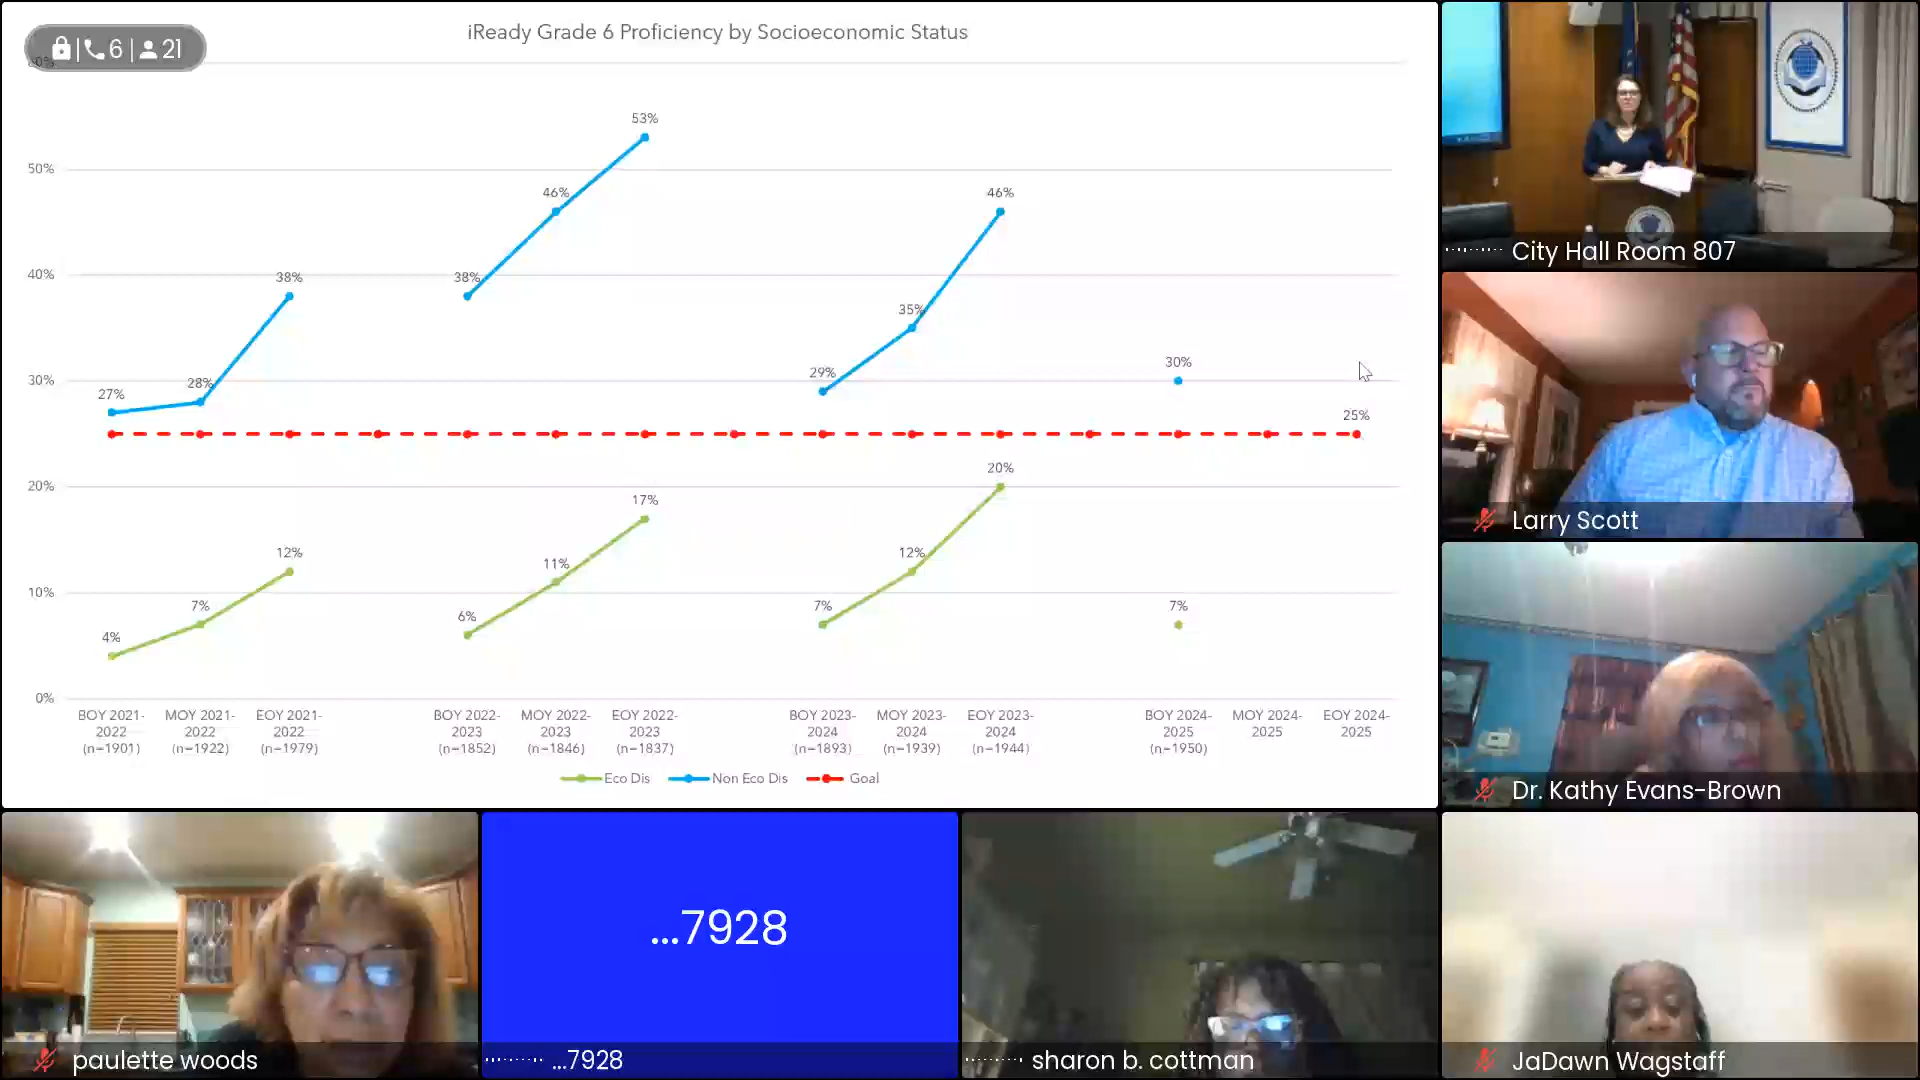 iReady Grade 6 Proficiency by Socioeconomic Status
6 | 21
60%
50%
40%
30%
20%
10%
0%
27%
28%
38%
38%
46%
53%
29%
35%
46%
30%
25%
4%
7%
12%
6%
11%
17%
7%
12%
20%
7%
BOY 2021-
2022
(n=1901)
MOY 2021-
2022
(n=1922)
EOY 2021-
2022
(n=1979)
BOY 2022-
2023
(n=1852)
MOY 2022-
2023
(n=1846)
EOY 2022-
2023
(n=1837)
BOY 2023-
2024
(n=1893)
MOY 2023-
2024
(n=1939)
EOY 2023-
2024
(n=1944)
BOY 2024-
2025
(n=1950)
MOY 2024-
2025
EOY 2024-
2025
Eco Dis
Non Eco Dis
Goal
City Hall Room 807
Larry Scott
Dr. Kathy Evans-Brown
paulette woods
...7928
...7928
sharon b. cottman
JaDawn Wagstaff